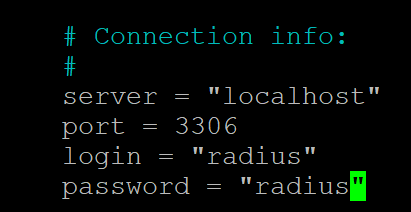 # Connection info:
#
server = "localhost"
port = 3306
login = "radius"
password = "radius"